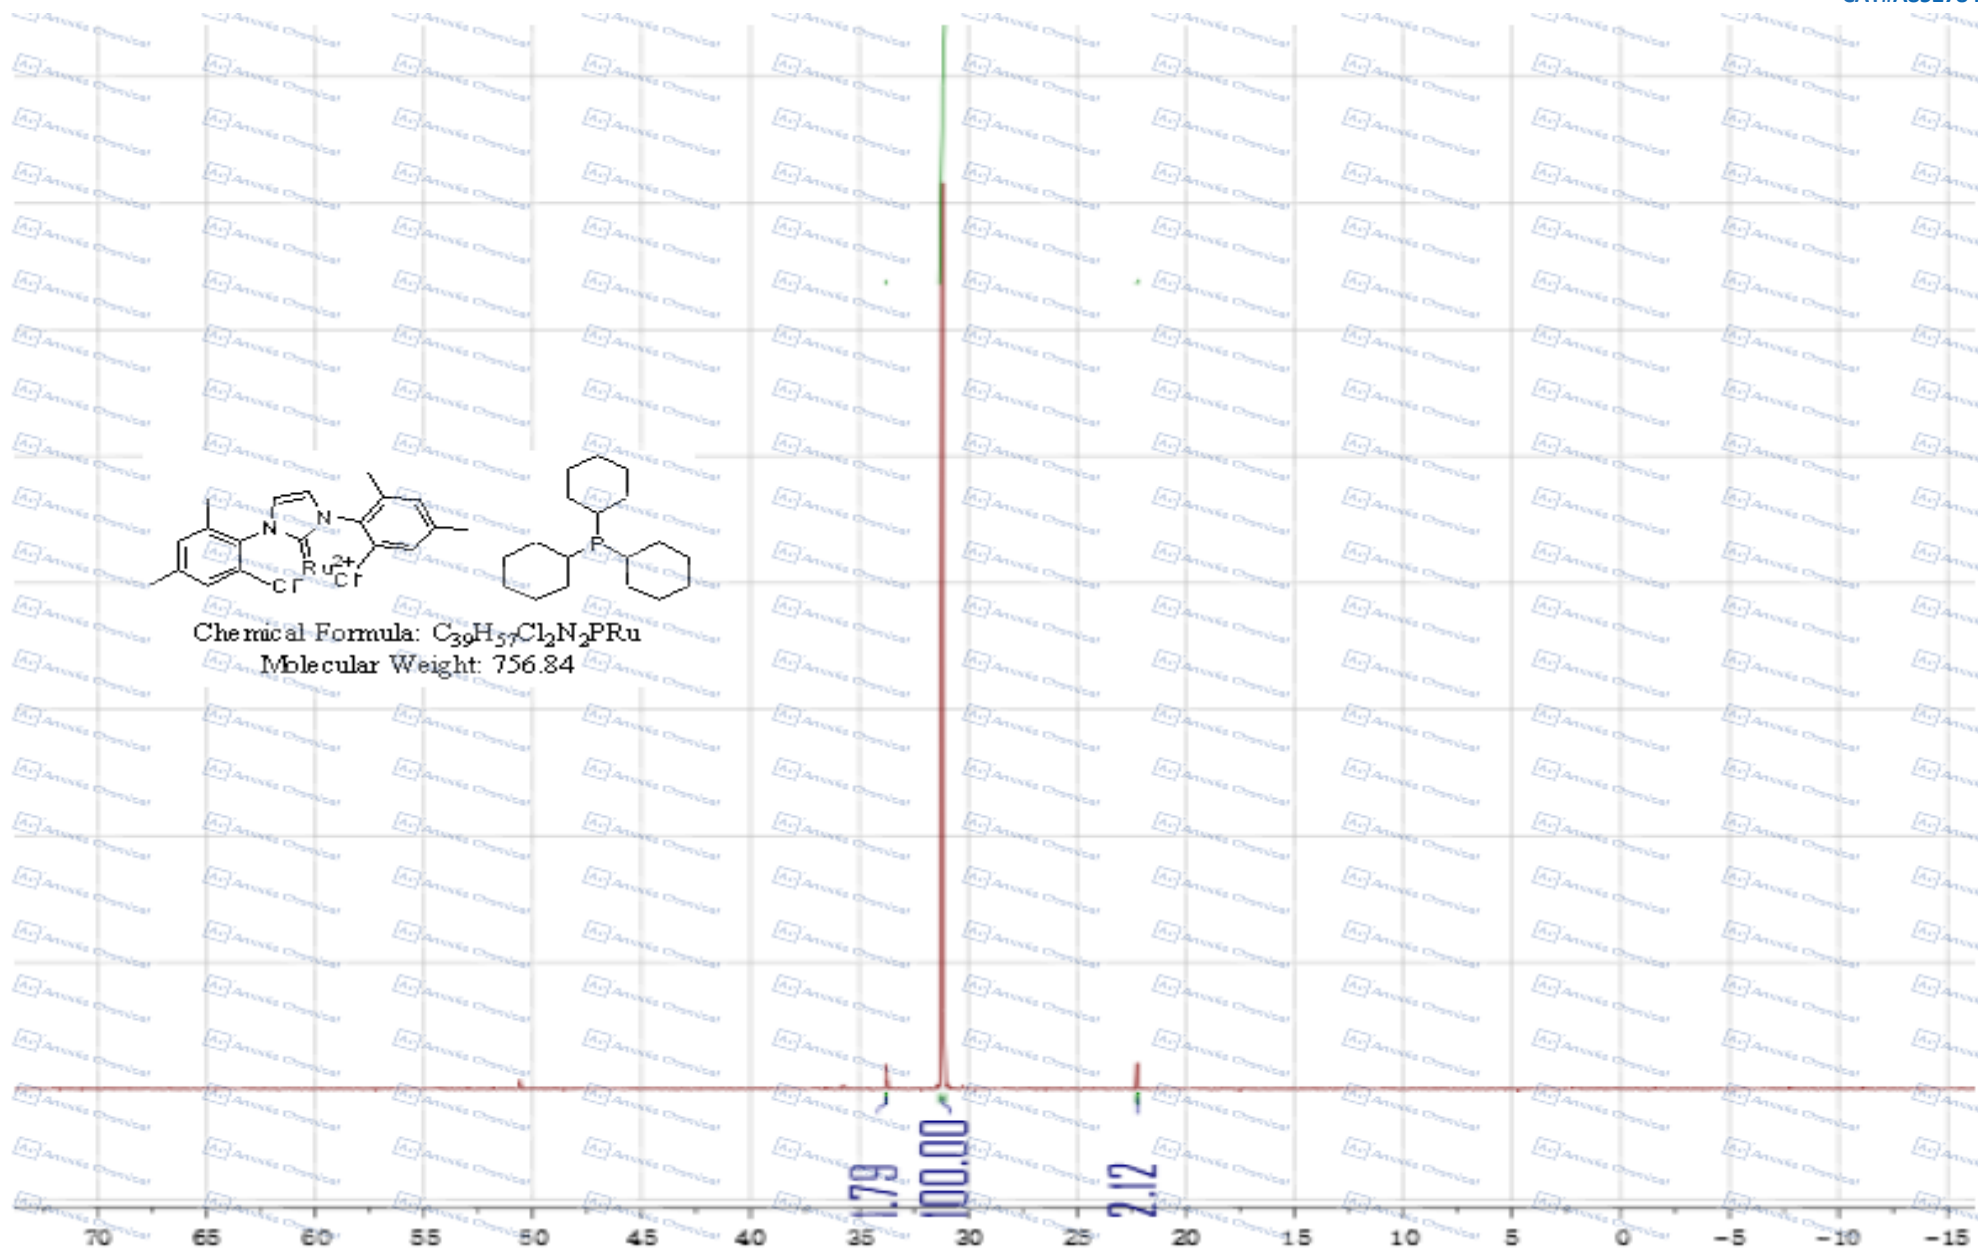 N
N
P
Ru2+
Cl-
Cl-
Chemical Formula: C39H57Cl2N2PRu
Molecular Weight: 756.84
1.79
100.00
2.12
70 65 60 55 50 45 40 35 30 25 20 15 10 5 0 -5 -10 -15